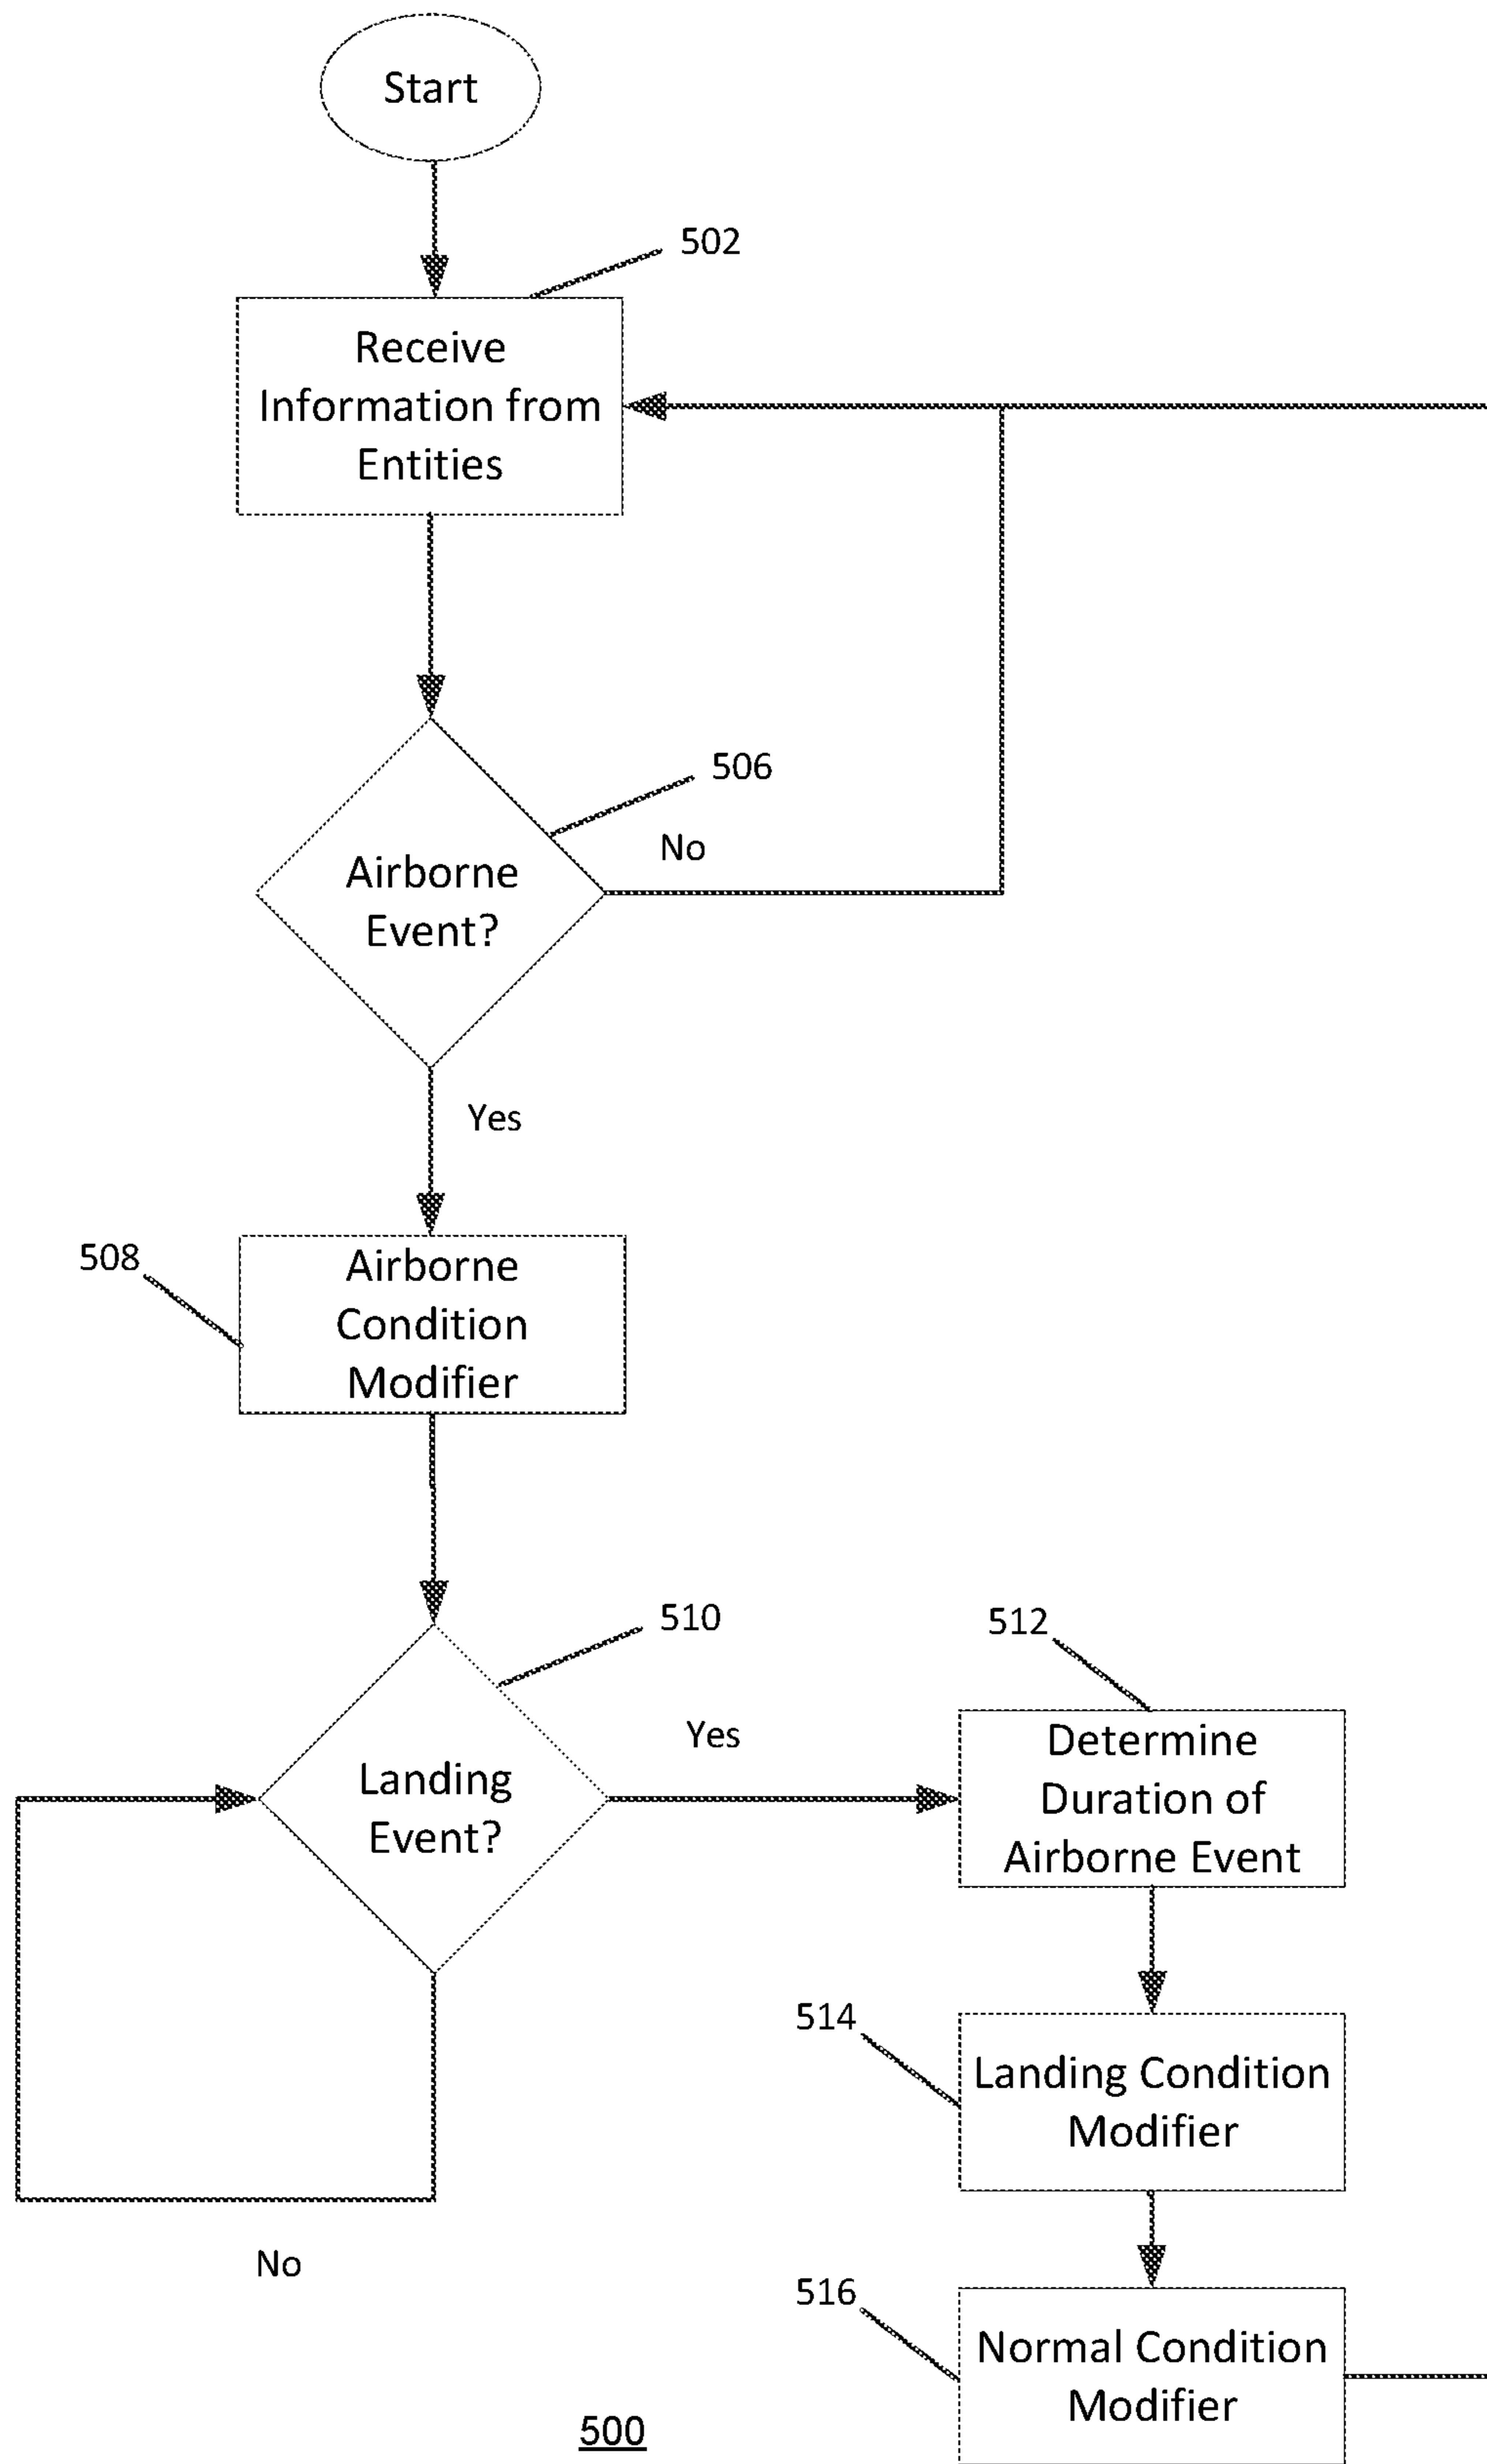 Start
502
Receive
Information from
Entities
506
No
Airborne
Event?
Yes
508
Airborne
Condition
Modifier
510
Landing
Event?
Yes
No
512
Determine
Duration of
Airborne Event
514
Landing Condition
Modifier
516
Normal Condition
Modifier
500